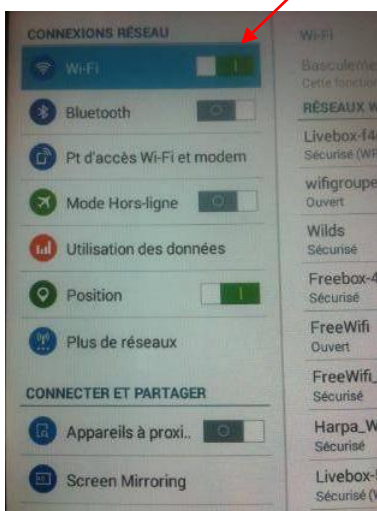 CONNEXIONS RÉSEAU
Wi-Fi
Bluetooth
Pt d'accès Wi-Fi et modem
Mode Hors-ligne
Utilisation des données
Position
Plus de réseaux
CONNECTER ET PARTAGER
Appareils à proxi..
Screen Mirroring
Wi-Fi
Basculeme
Cette fonction
RÉSEAUX W
Livebox-f4
Sécurisé (WP
wifigroupe
Ouvert
Wilds
Sécurisé
Freebox-4
Sécurisé
FreeWifi
Ouvert
FreeWifi_
Sécurisé
Harpa_W
Sécurisé
Livebox-
Sécurisé (W